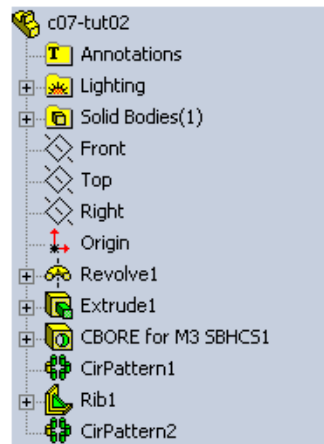 c07-tut02
Annotations
Lighting
Solid Bodies(1)
Front
Top
Right
Origin
Revolve1
Extrude1
CBORE for M3 SBHCS1
CirPattern1
Rib1
CirPattern2